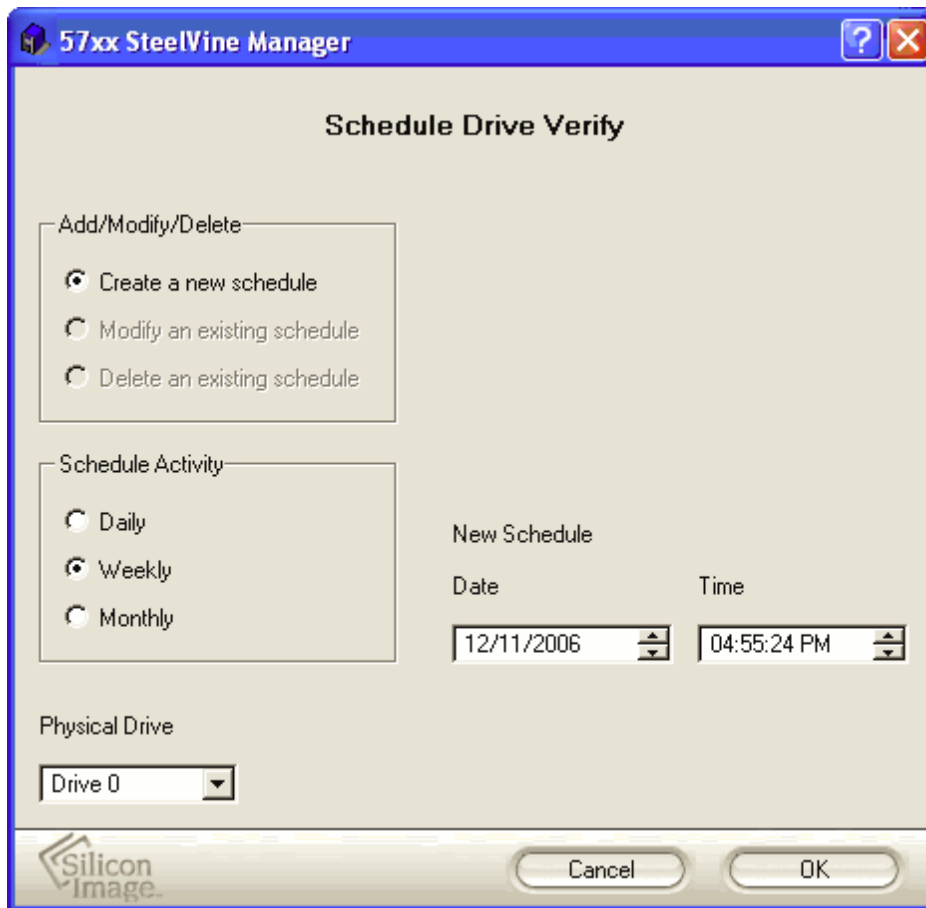 57xx SteelVine Manager
Schedule Drive Verify
Add/Modify/Delete
Create a new schedule
Modify an existing schedule
Delete an existing schedule
Schedule Activity
Daily
Weekly
Monthly
New Schedule
Date
Time
12/11/2006
04:55:24 PM
Physical Drive
Drive 0
Silicon
Image
Cancel
OK